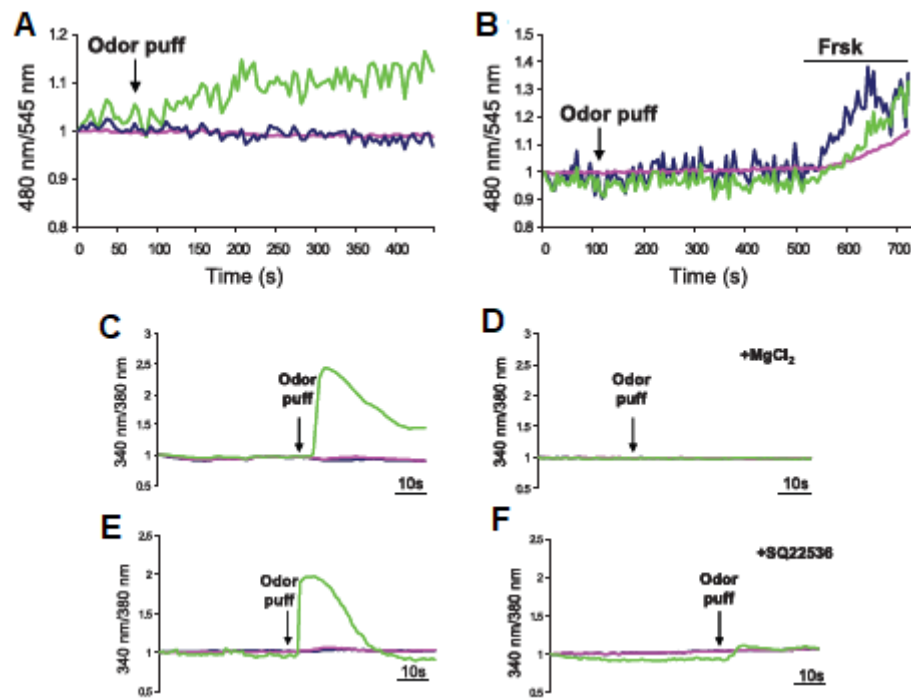 A
Odor puff
480 nm/545 nm
1.2
1.1
1
0.9
0.8
0 50 100 150 200 250 300 350 400
Time (s)
B
Frsk
Odor puff
480 nm/545 nm
1.5
1.4
1.3
1.2
1.1
1
0.9
0.8
0 100 200 300 400 500 600 700
Time (s)
C
340 nm/380 nm
3
2.5
2
1.5
1
0.5
Odor
puff
10s
D
+MgCl₂
340 nm/380 nm
3
2.5
2
1.5
1
0.5
Odor
puff
10s
E
340 nm/380 nm
2.5
2
1.5
1
0.5
Odor
puff
10s
F
+SQ22536
340 nm/380 nm
2.5
2
1.5
1
0.5
Odor
puff
10s